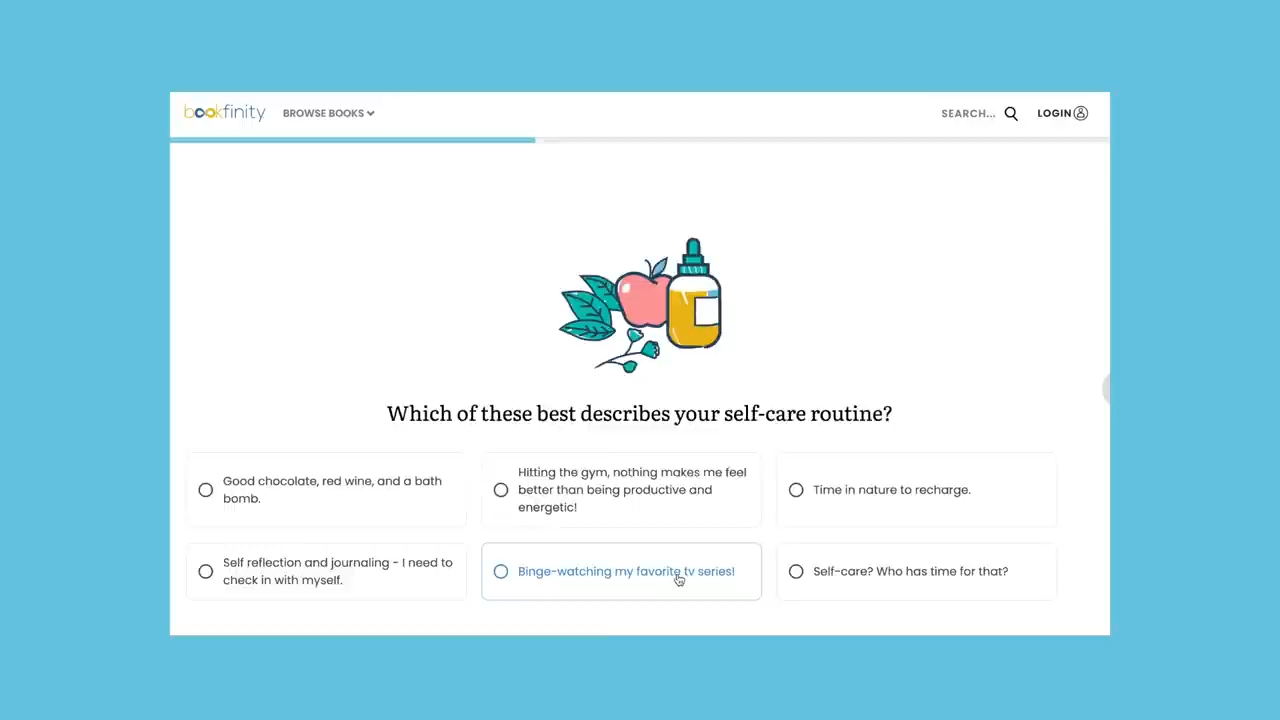 bookfinity BROWSE BOOKS SEARCH... LOGIN
Which of these best describes your self-care routine?
Good chocolate, red wine, and a bath
bomb.
Hitting the gym, nothing makes me feel
better than being productive and
energetic!
Time in nature to recharge.
Self reflection and journaling - I need to
check in with myself.
Binge-watching my favorite tv series!
Self-care? Who has time for that?